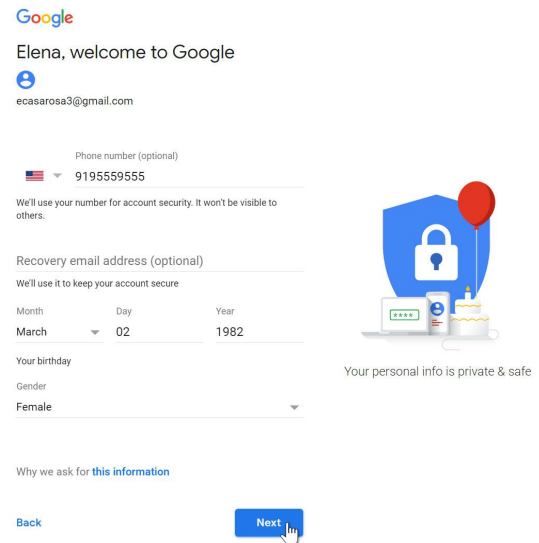 Google
Elena, welcome to Google
ecasarosa3@gmail.com
Phone number (optional)
9195559555
We'll use your number for account security. It won't be visible to
others.
Recovery email address (optional)
We'll use it to keep your account secure
Month Day Year
March 02 1982
Your birthday
Gender
Female
Why we ask for this information
Back Next
****
Your personal info is private & safe